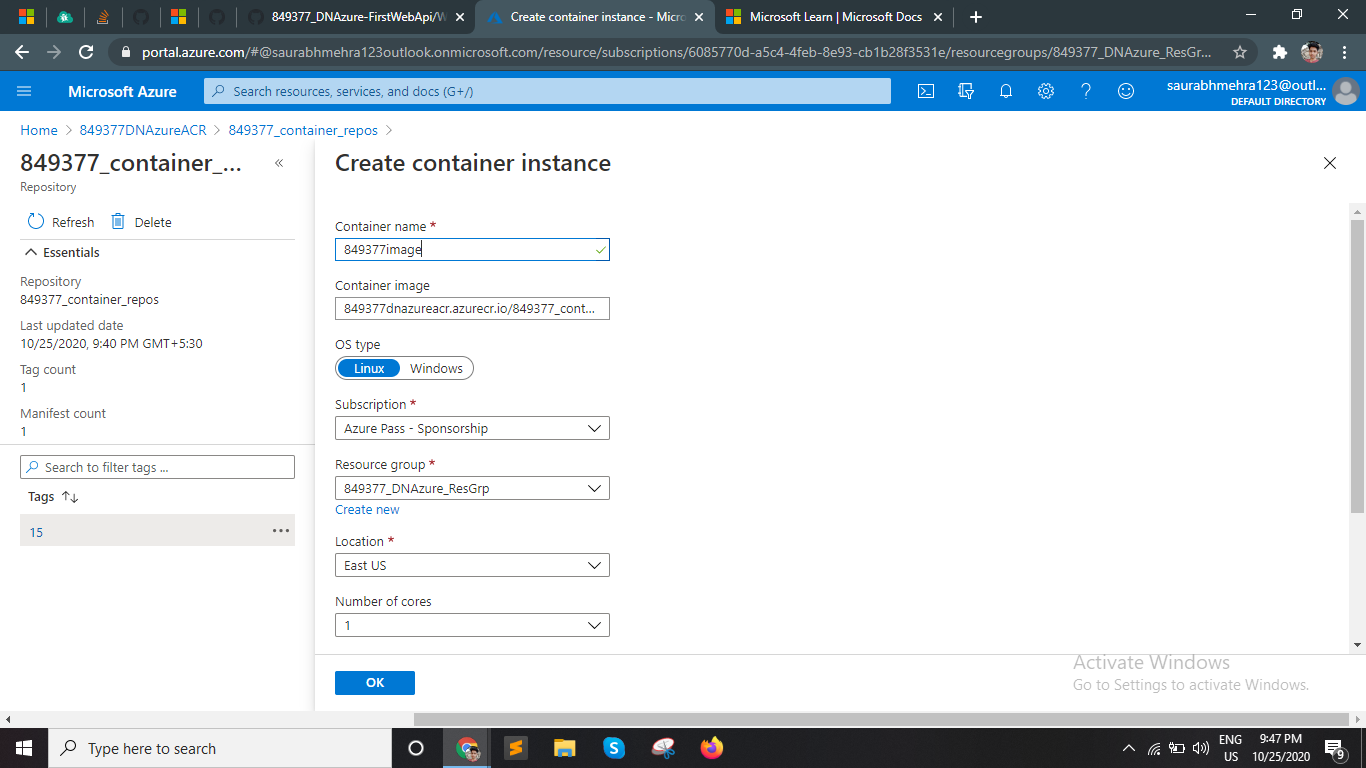 849377_DNAzure-FirstWebApi/W
Create container instance - Micro
Microsoft Learn | Microsoft Docs
portal.azure.com/#@saurabhmehra123outlook.onmicrosoft.com/resource/subscriptions/6085770d-a5c4-4feb-8e93-cb1b28f3531e/resourcegroups/849377_DNAzure_ResGr...
Microsoft Azure
Search resources, services, and docs (G+/)
saurabhmehra123@outl...
DEFAULT DIRECTORY
Home > 849377DNAzureACR > 849377_container_repos >
849377_container_...
«
Repository
Refresh
Delete
Essentials
Repository
849377_container_repos
Last updated date
10/25/2020, 9:40 PM GMT+5:30
Tag count
1
Manifest count
1
Search to filter tags ...
Tags ↑↓
15
...
Create container instance
Container name *
849377image
Container image
849377dnazureacr.azurecr.io/849377_cont...
OS type
Linux
Windows
Subscription *
Azure Pass - Sponsorship
Resource group *
849377_DNAzure_ResGrp
Create new
Location *
East US
Number of cores
1
OK
Activate Windows
Go to Settings to activate Windows.
Type here to search
ENG
US
9:47 PM
10/25/2020
9